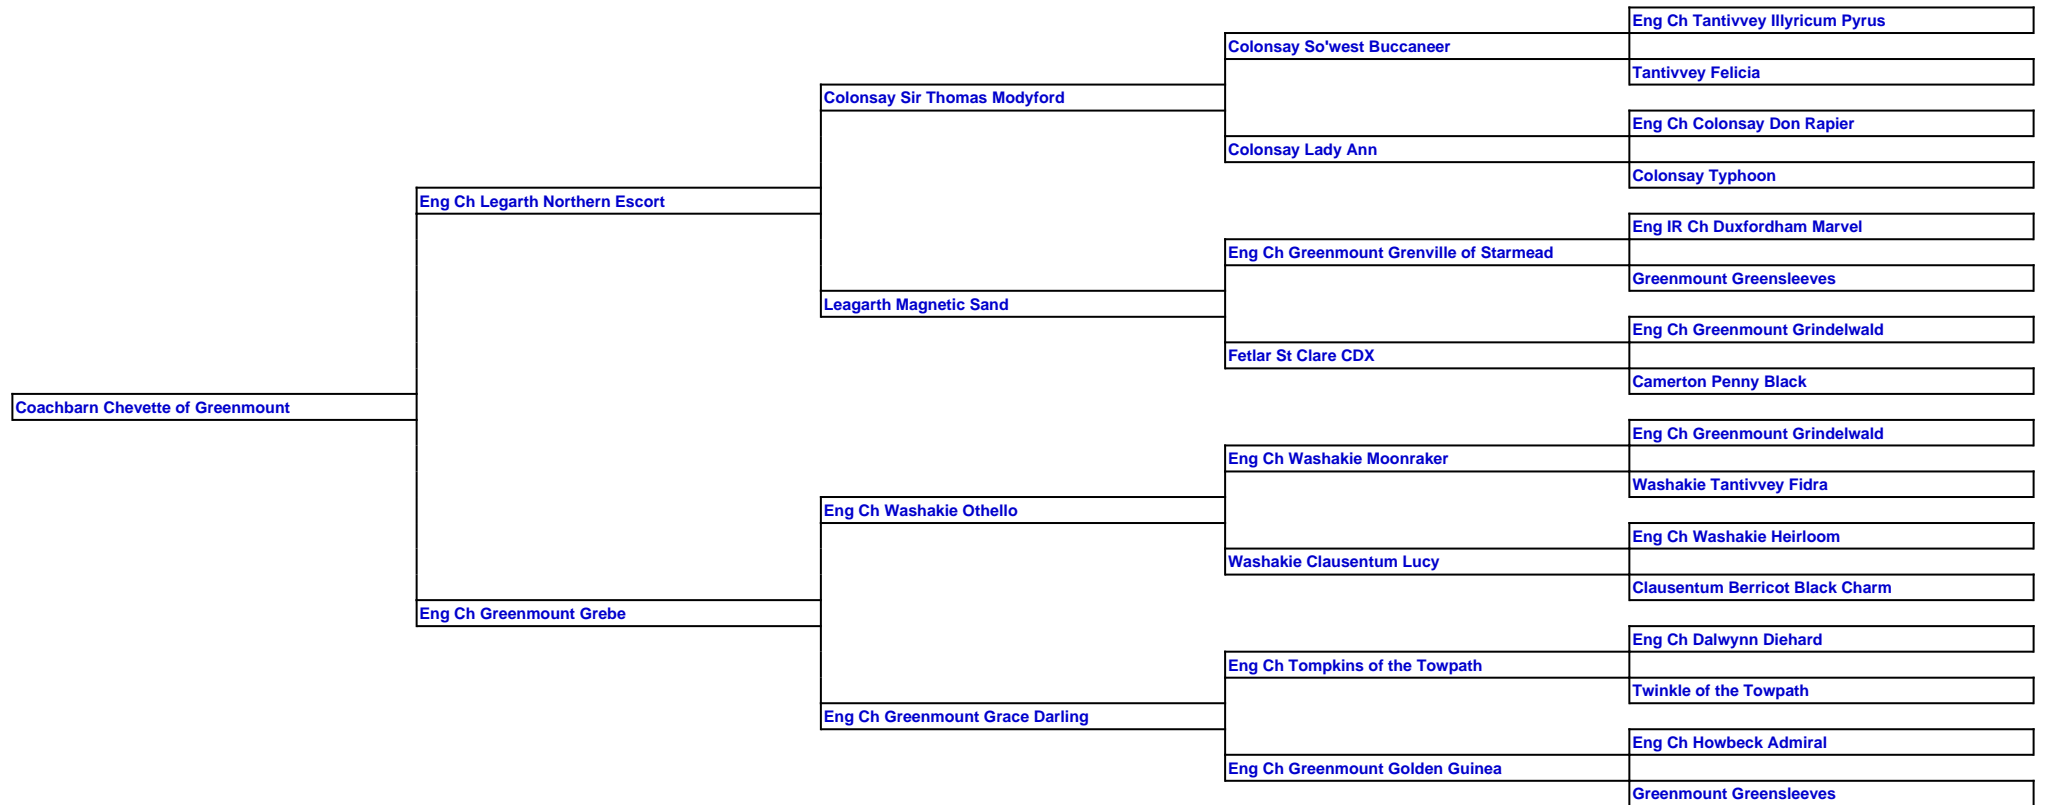 Eng Ch Tantivvey Illyricum Pyrus
Colonsay So'west Buccaneer
Tantivvey Felicia
Colonsay Sir Thomas Modyford
Eng Ch Colonsay Don Rapier
Colonsay Lady Ann
Colonsay Typhoon
Eng Ch Legarth Northern Escort
Eng IR Ch Duxfordham Marvel
Eng Ch Greenmount Grenville of Starmead
Greenmount Greensleeves
Leagarth Magnetic Sand
Eng Ch Greenmount Grindelwald
Fetlar St Clare CDX
Camerton Penny Black
Coachbarn Chevette of Greenmount
Eng Ch Greenmount Grindelwald
Eng Ch Washakie Moonraker
Washakie Tantivvey Fidra
Eng Ch Washakie Othello
Eng Ch Washakie Heirloom
Washakie Clausentum Lucy
Clausentum Berricot Black Charm
Eng Ch Greenmount Grebe
Eng Ch Dalwynn Diehard
Eng Ch Tompkins of the Towpath
Twinkle of the Towpath
Eng Ch Greenmount Grace Darling
Eng Ch Howbeck Admiral
Eng Ch Greenmount Golden Guinea
Greenmount Greensleeves